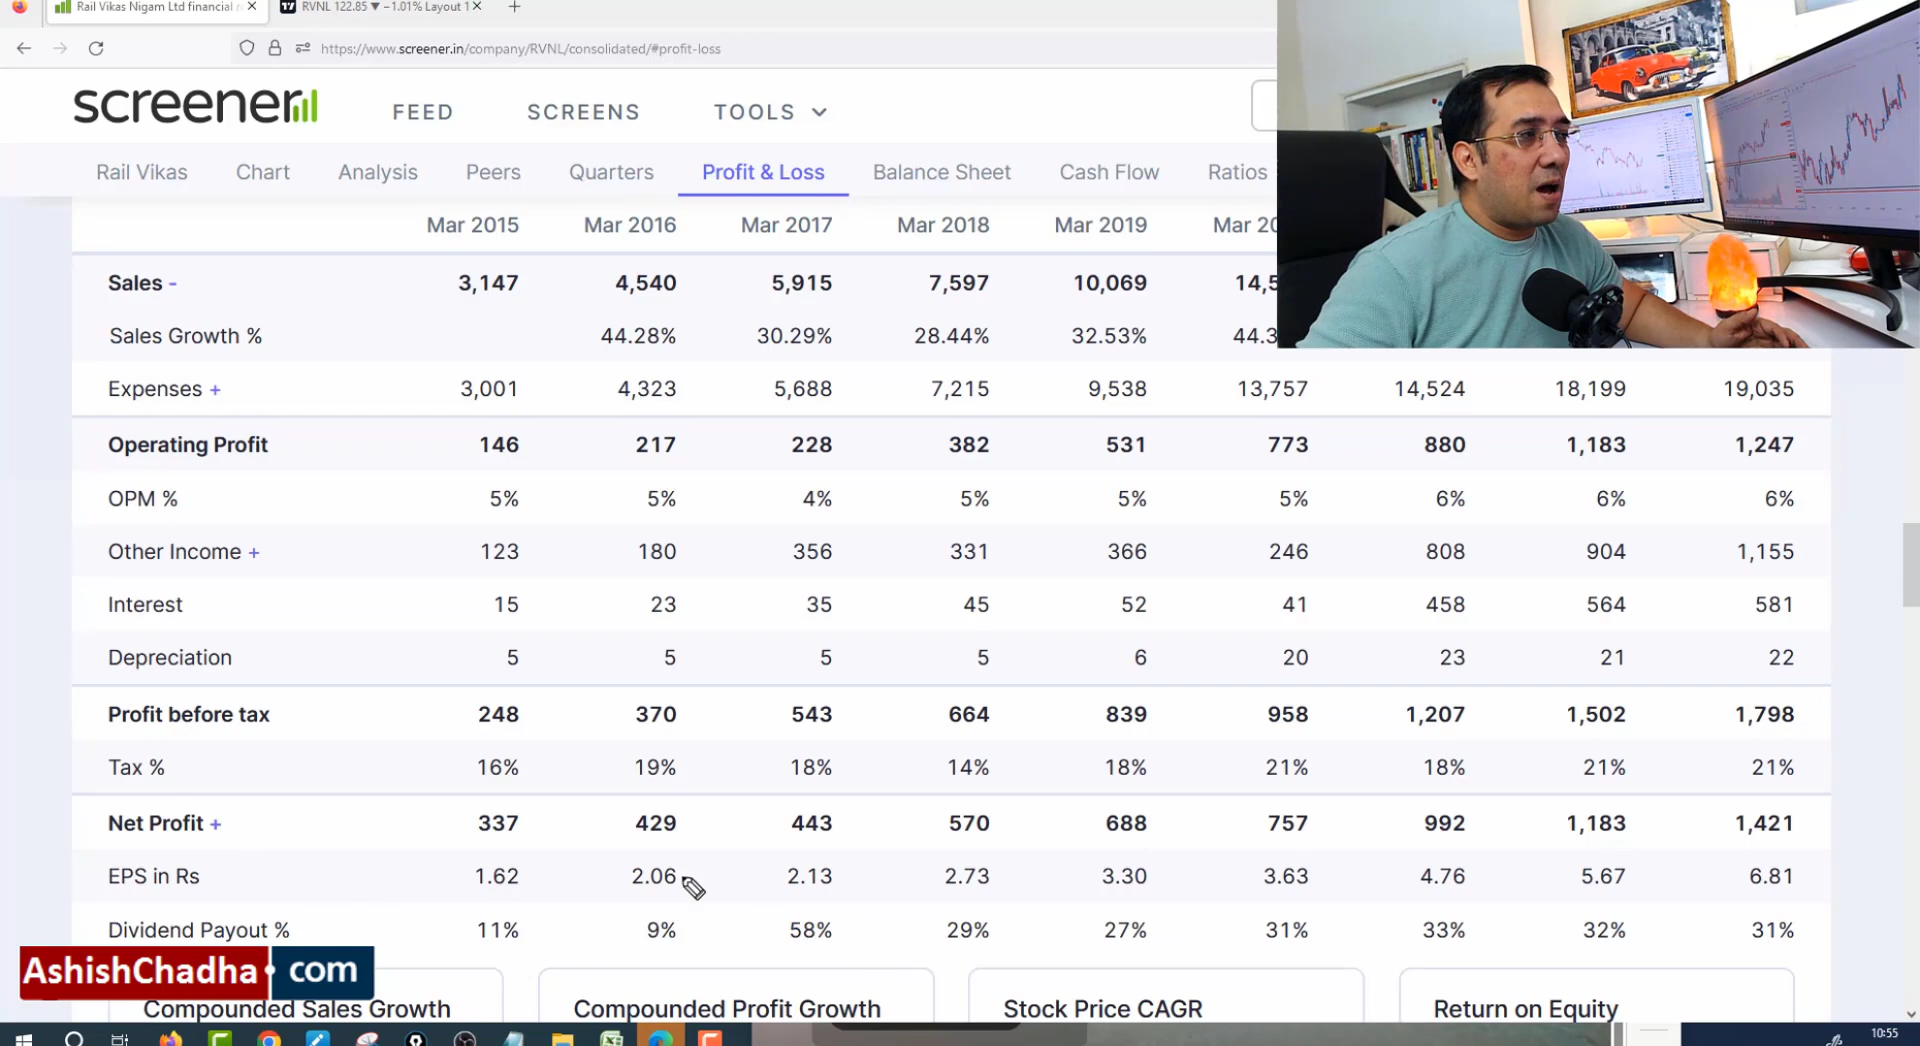 Rail Vikas Nigam Ltd financial
RVNL 122.85 ▼ −1.01% Layout 1
https://www.screener.in/company/RVNL/consolidated/#profit-loss
screener
FEED SCREENS TOOLS
Rail Vikas Chart Analysis Peers Quarters Profit & Loss Balance Sheet Cash Flow Ratios
Mar 2015 Mar 2016 Mar 2017 Mar 2018 Mar 2019 Mar 20
Sales - 3,147 4,540 5,915 7,597 10,069 14,5
Sales Growth % 44.28% 30.29% 28.44% 32.53% 44.3
Expenses + 3,001 4,323 5,688 7,215 9,538 13,757 14,524 18,199 19,035
Operating Profit 146 217 228 382 531 773 880 1,183 1,247
OPM % 5% 5% 4% 5% 5% 5% 6% 6% 6%
Other Income + 123 180 356 331 366 246 808 904 1,155
Interest 15 23 35 45 52 41 458 564 581
Depreciation 5 5 5 5 6 20 23 21 22
Profit before tax 248 370 543 664 839 958 1,207 1,502 1,798
Tax % 16% 19% 18% 14% 18% 21% 18% 21% 21%
Net Profit + 337 429 443 570 688 757 992 1,183 1,421
EPS in Rs 1.62 2.06 2.13 2.73 3.30 3.63 4.76 5.67 6.81
Dividend Payout % 11% 9% 58% 29% 27% 31% 33% 32% 31%
AshishChadha.com
Compounded Sales Growth Compounded Profit Growth Stock Price CAGR Return on Equity
10:55